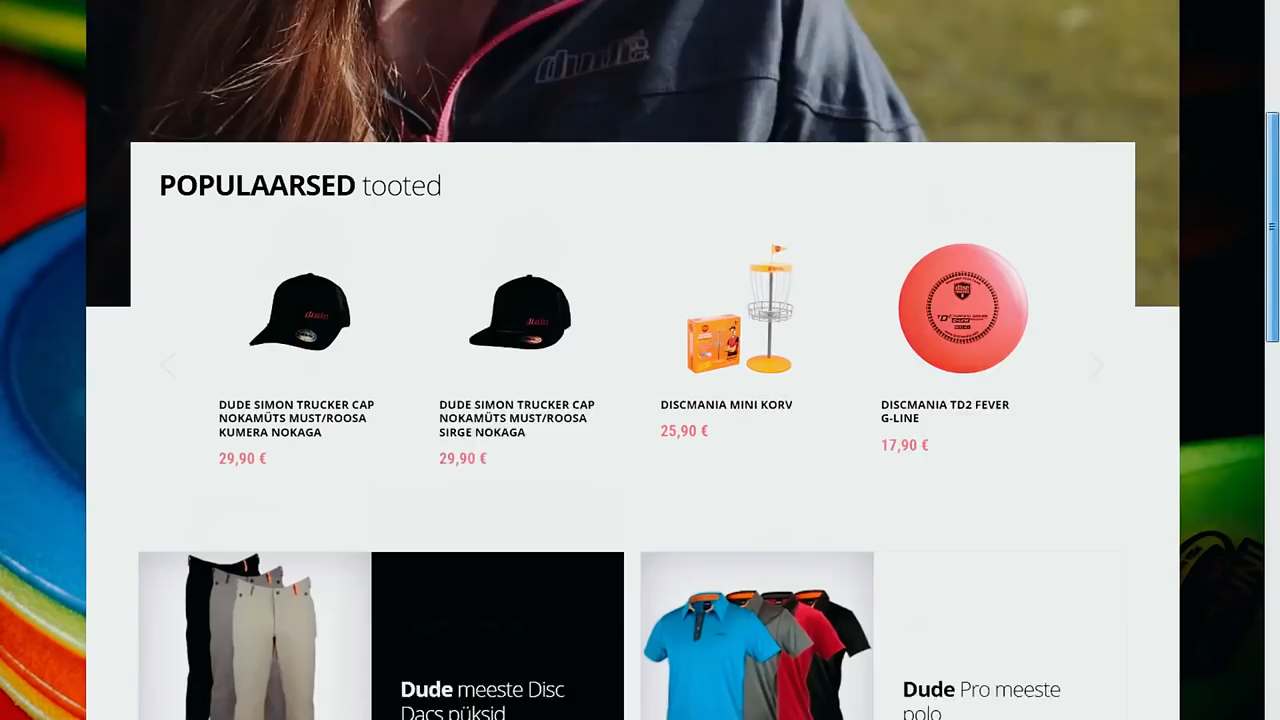 dude
POPULAARSED tooted
DUDE SIMON TRUCKER CAP
NOKAMÜTS MUST/ROOSA
KUMERA NOKAGA
29,90 €
DUDE SIMON TRUCKER CAP
NOKAMÜTS MUST/ROOSA
SIRGE NOKAGA
29,90 €
DISCMANIA MINI KORV
25,90 €
DISCMANIA TD2 FEVER
G-LINE
17,90 €
Dude meeste Disc
Dacs püksid
Dude Pro meeste
polo